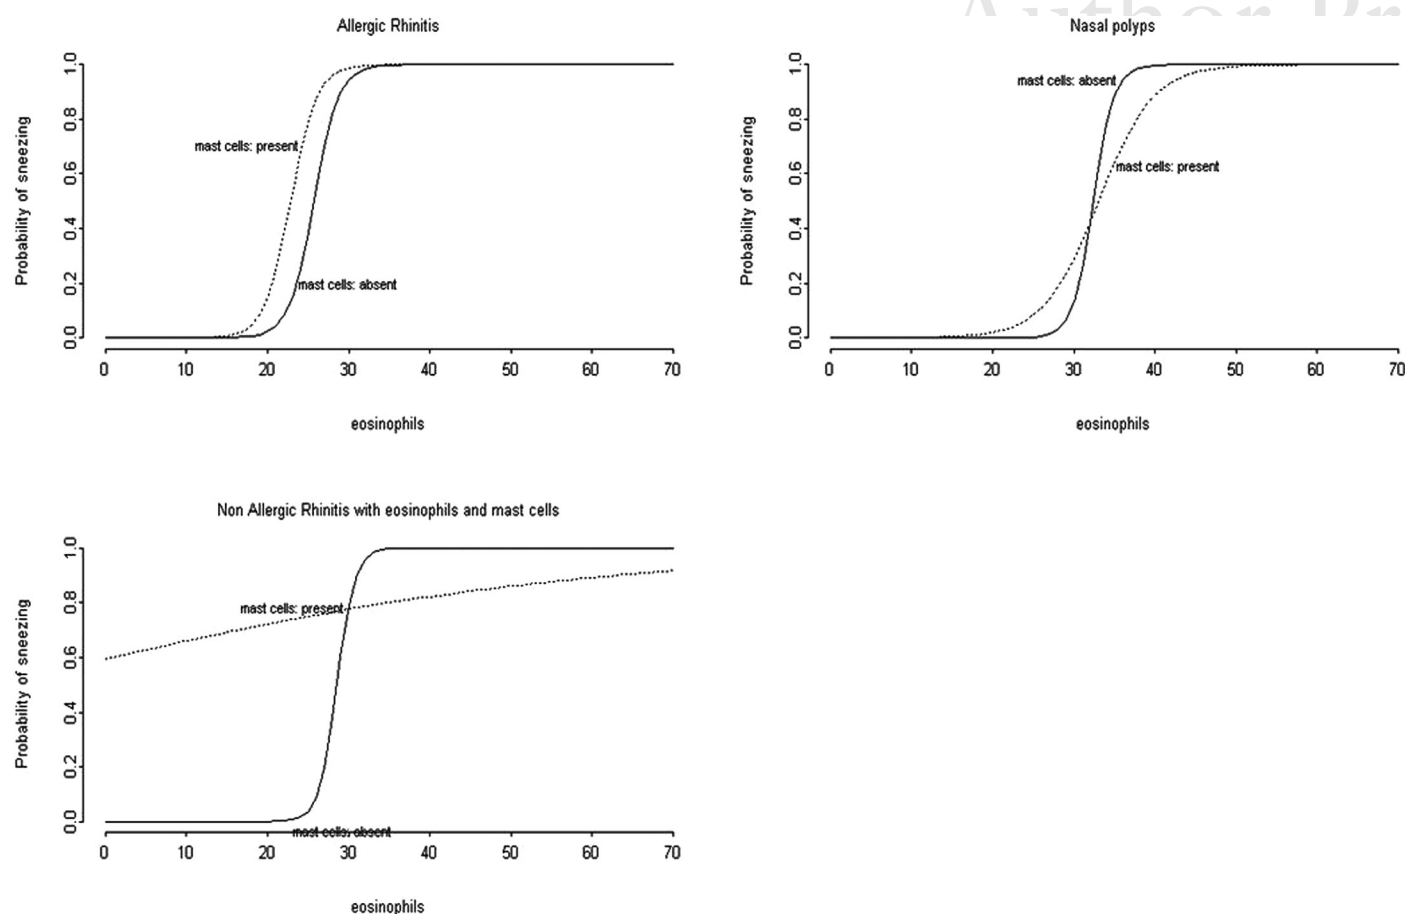 Allergic Rhinitis
Probability of sneezing
1.0
0.8
0.6
0.4
0.2
0.0
mast cells: present
mast cells: absent
0 10 20 30 40 50 60 70
eosinophils
Nasal polyps
Probability of sneezing
1.0
0.8
0.6
0.4
0.2
0.0
mast cells: absent
mast cells: present
0 10 20 30 40 50 60 70
eosinophils
Non Allergic Rhinitis with eosinophils and mast cells
Probability of sneezing
1.0
0.8
0.6
0.4
0.2
0.0
mast cells: present
mast cells: absent
0 10 20 30 40 50 60 70
eosinophils